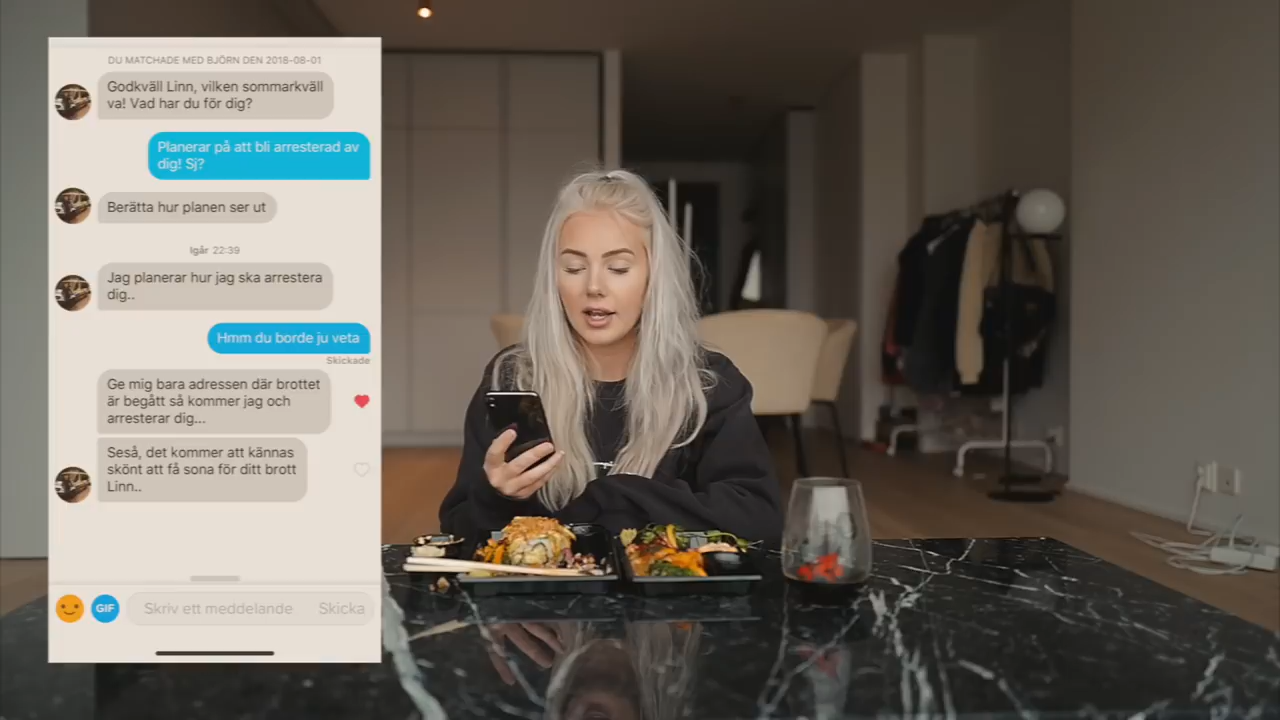 DU MATCHADE MED BJÖRN DEN 2018-08-01
Godkväll Linn, vilken sommarkväll
va! Vad har du för dig?
Planerar på att bli arresterad av
dig! Sj?
Berätta hur planen ser ut
Igår 22:39
Jag planerar hur jag ska arrestera
dig..
Hmm du borde ju veta
Skickade
Ge mig bara adressen där brottet
är begått så kommer jag och
arresterar dig...
Seså, det kommer att kännas
skönt att få sona för ditt brott
Linn..
GIF
Skriv ett meddelande
Skicka